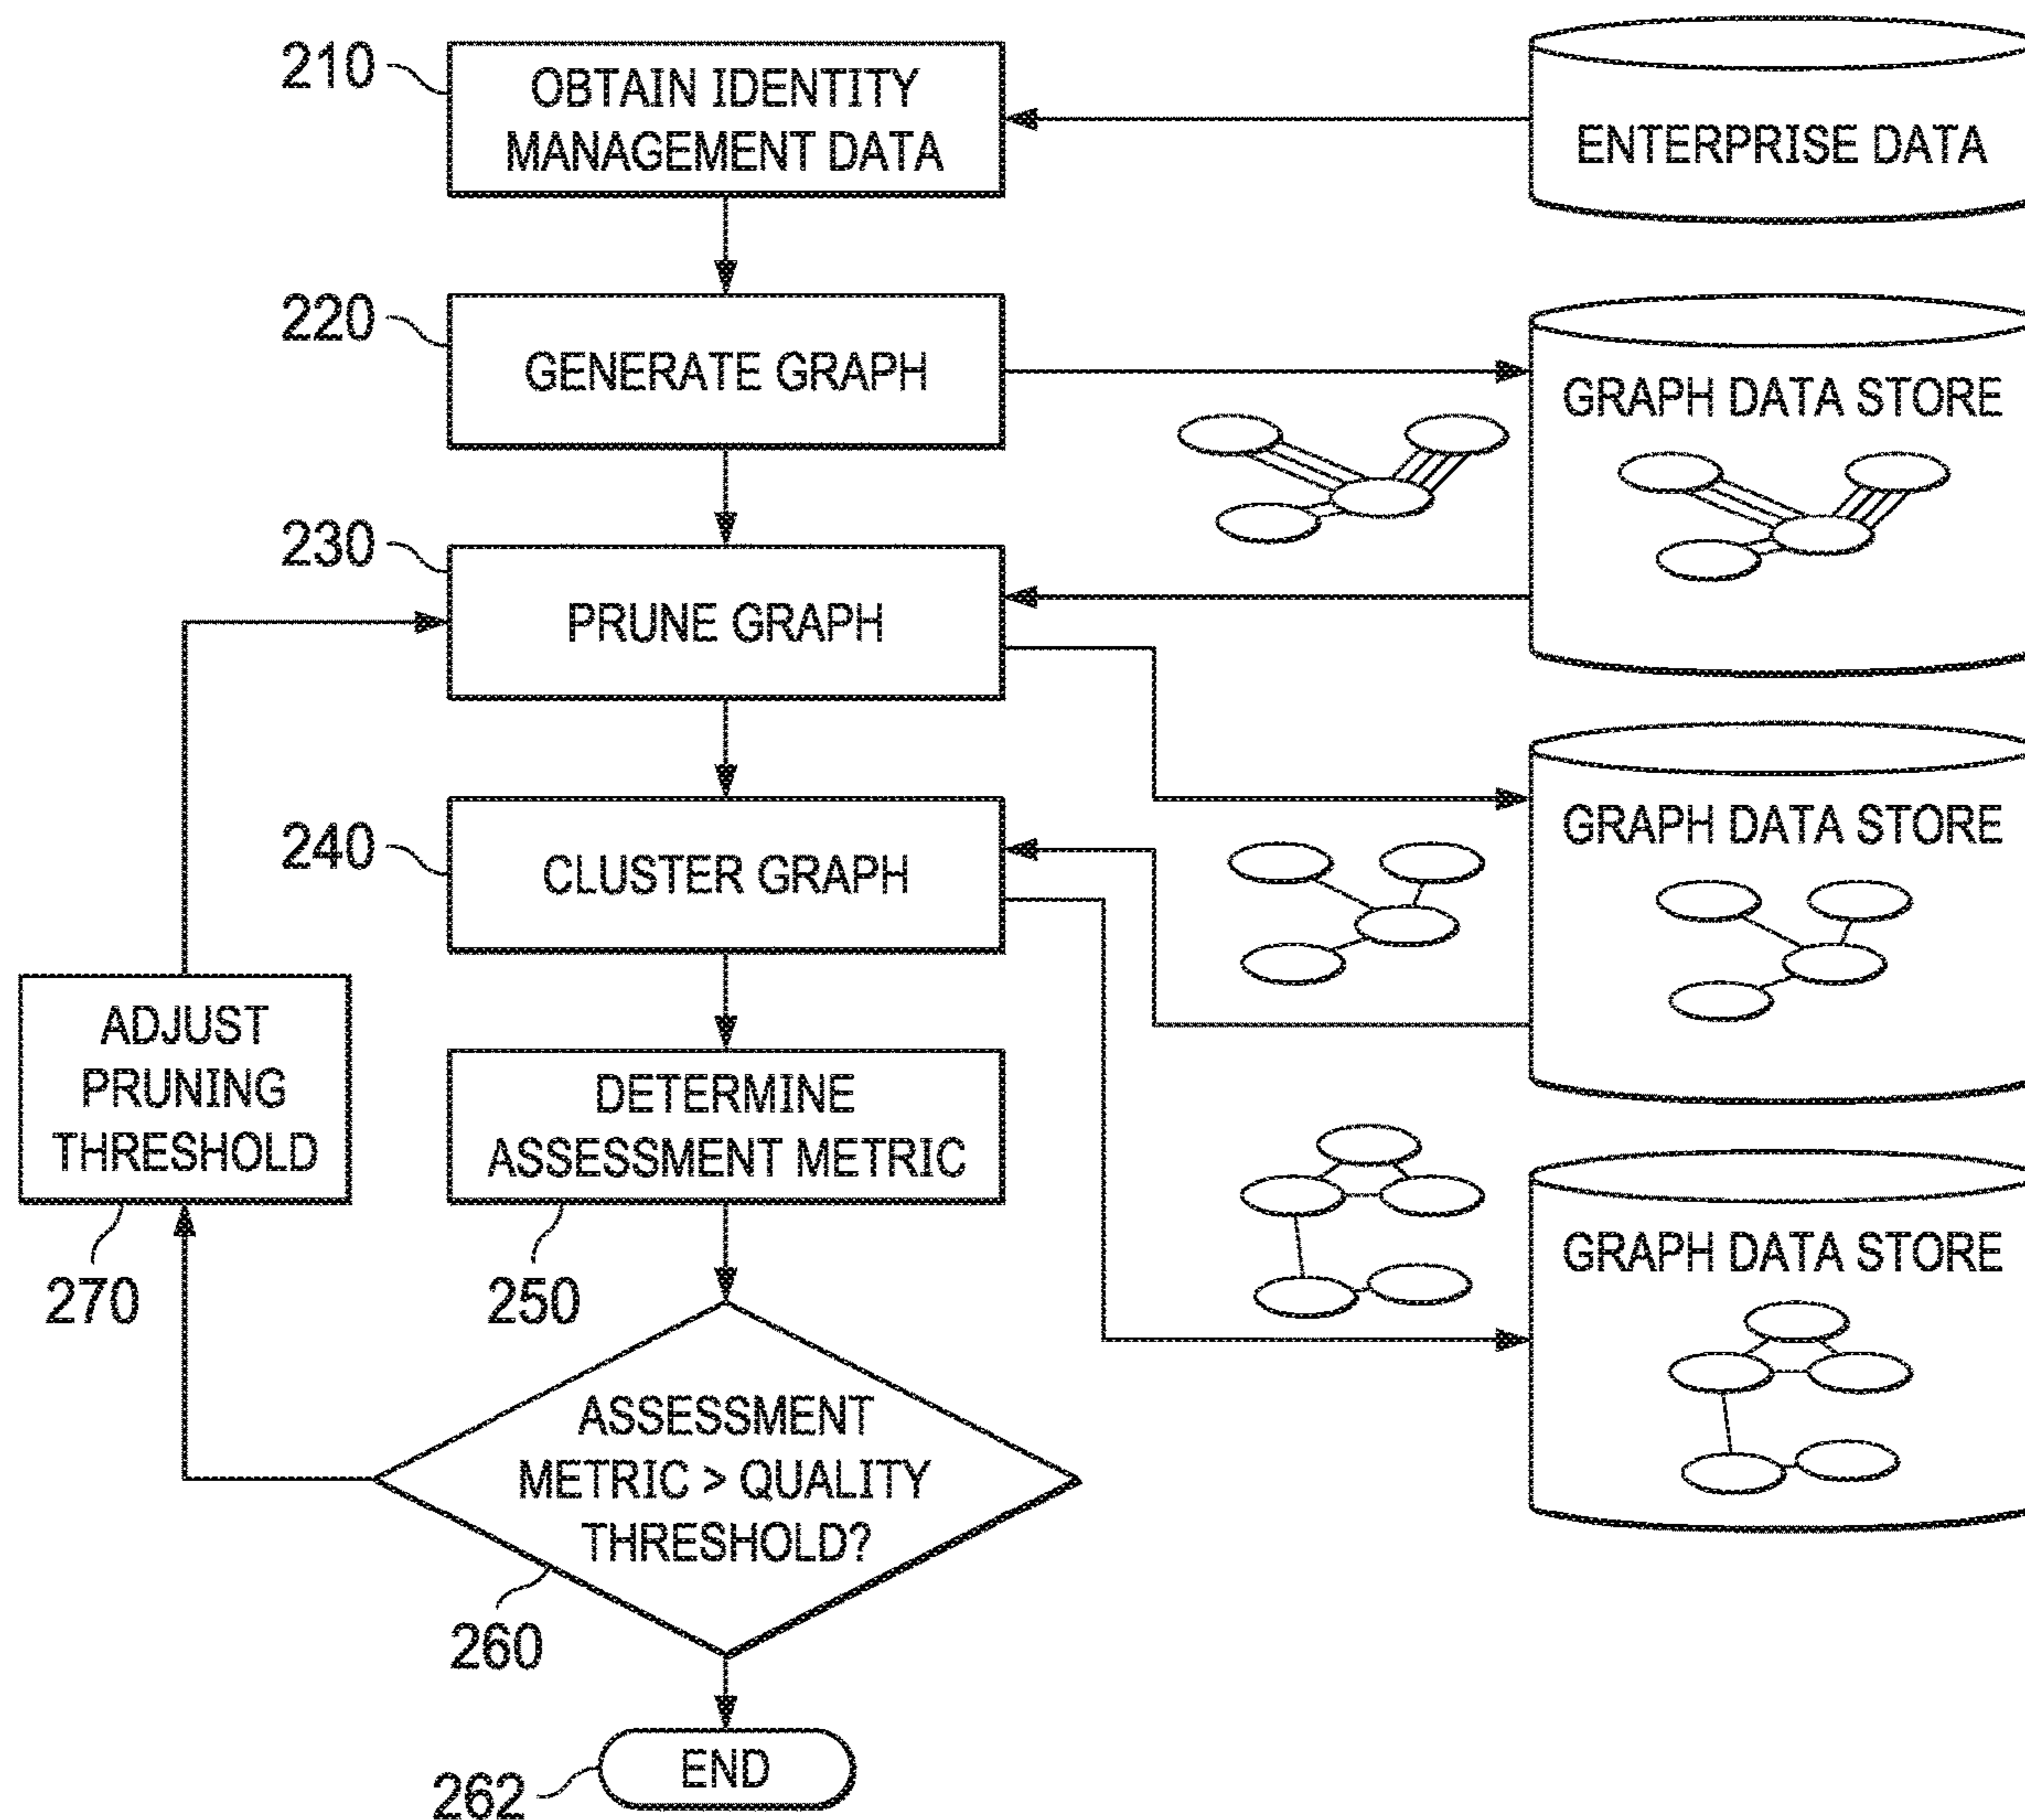 210
OBTAIN IDENTITY
MANAGEMENT DATA
ENTERPRISE DATA
220
GENERATE GRAPH
GRAPH DATA STORE
230
PRUNE GRAPH
240
CLUSTER GRAPH
GRAPH DATA STORE
ADJUST
PRUNING
THRESHOLD
270
DETERMINE
ASSESSMENT METRIC
250
GRAPH DATA STORE
ASSESSMENT
METRIC > QUALITY
THRESHOLD?
260
END
262